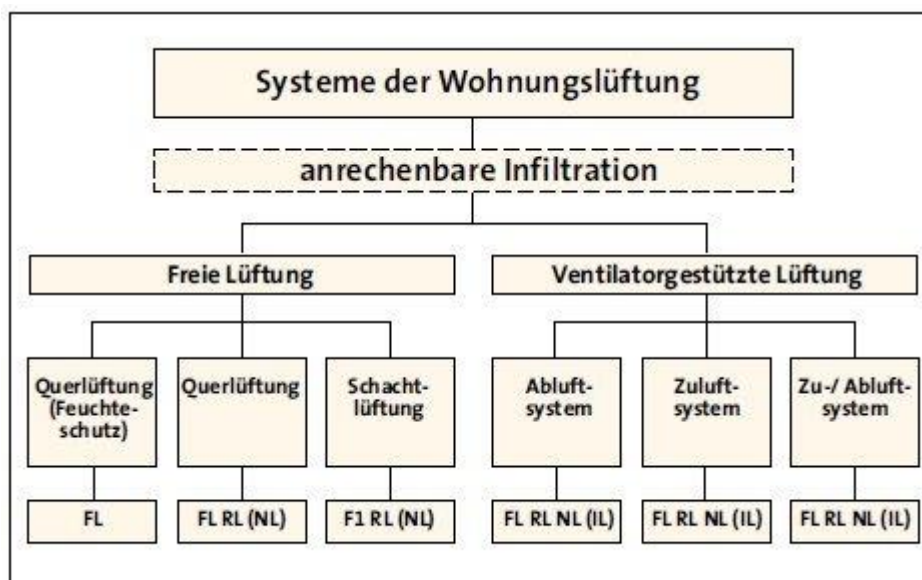 Systeme der Wohnungslüftung
anrechenbare Infiltration
Freie Lüftung
Ventilatorgestützte Lüftung
Querlüftung
(Feuchte-
schutz)
Querlüftung
Schacht-
lüftung
Abluft-
system
Zuluft-
system
Zu-/ Abluft-
system
FL
FL RL (NL)
F1 RL (NL)
FL RL NL (IL)
FL RL NL (IL)
FL RL NL (IL)